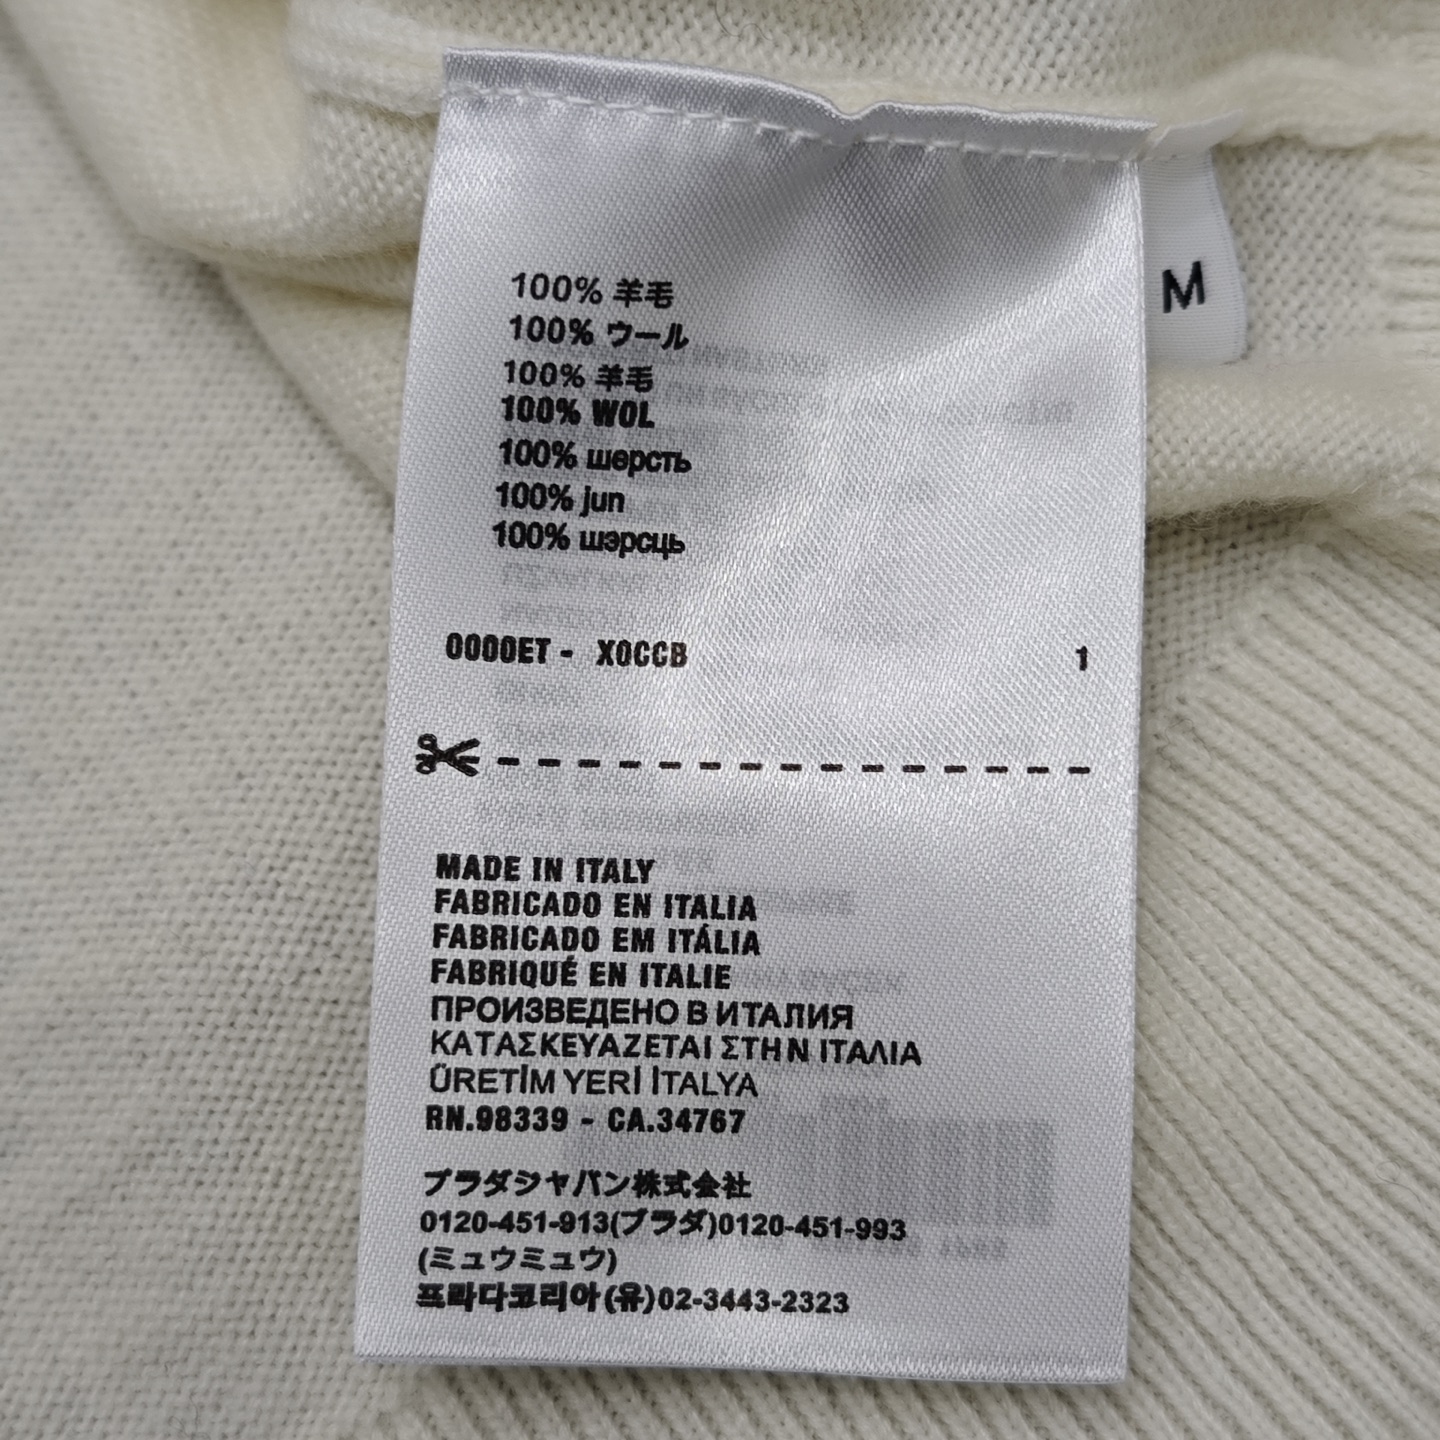 100% 羊毛
100% ウール
100% 羊毛
100% WOL
100% шерсть
100% jun
100% шэрсць
M
0000ET - X0CCB 1
MADE IN ITALY
FABRICADO EN ITALIA
FABRICADO EM ITÁLIA
FABRIQUÉ EN ITALIE
ПРОИЗВЕДЕНО В ИТАЛИЯ
ΚΑΤΑΣΚΕΥΑΖΕΤΑΙ ΣΤΗΝ ΙΤΑΛΙΑ
ÜRETİM YERİ İTALYA
RN.98339 - CA.34767
プラダジャパン株式会社
0120-451-913(プラダ)0120-451-993
(ミュウミュウ)
프라다코리아(유)02-3443-2323